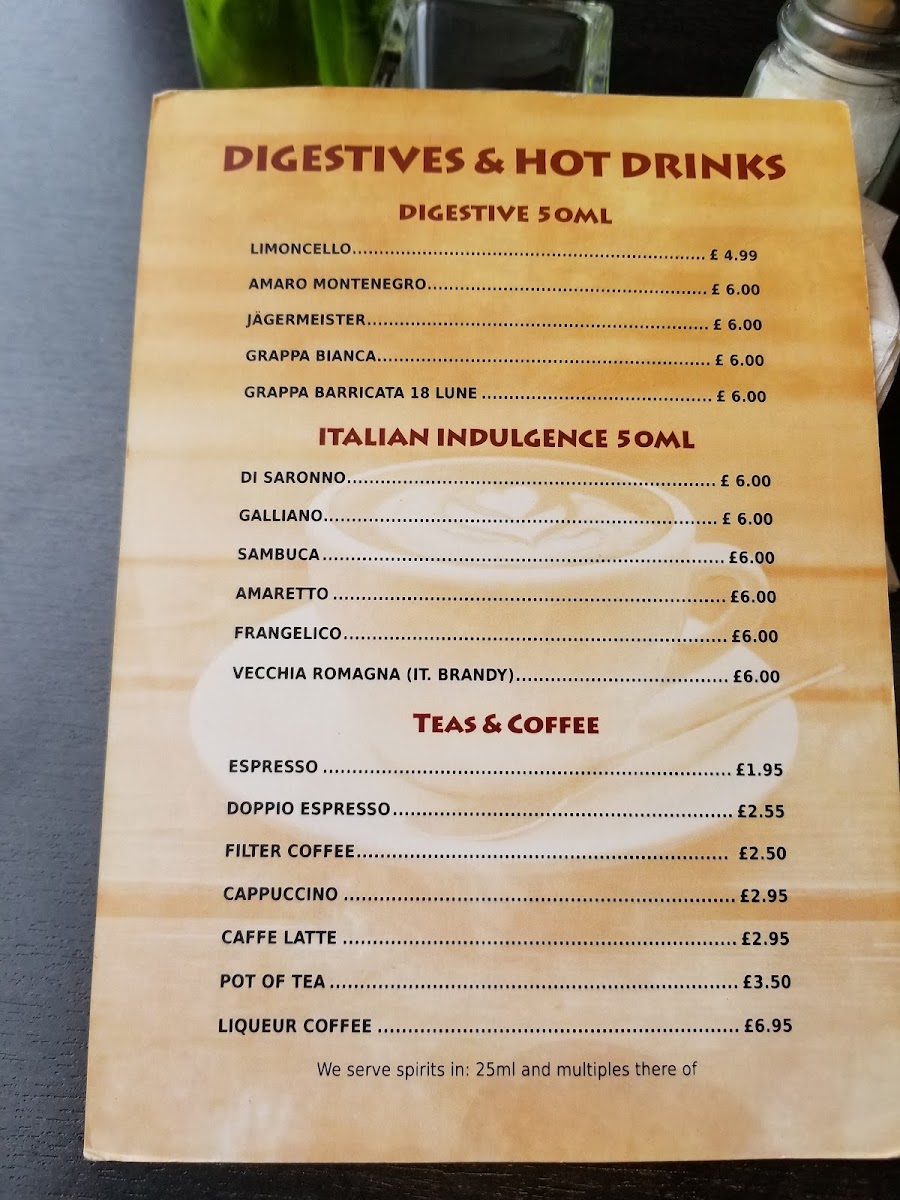 DIGESTIVES & HOT DRINKS
DIGESTIVE 50ML
LIMONCELLO................................................................ £ 4.99
AMARO MONTENEGRO.................................................. £ 6.00
JÄGERMEISTER.............................................................. £ 6.00
GRAPPA BIANCA............................................................ £ 6.00
GRAPPA BARRICATA 18 LUNE ......................................... £ 6.00
ITALIAN INDULGENCE 50ML
DI SARONNO................................................................. £ 6.00
GALLIANO..................................................................... £ 6.00
SAMBUCA...................................................................... £6.00
AMARETTO .................................................................... £6.00
FRANGELICO.................................................................. £6.00
VECCHIA ROMAGNA (IT. BRANDY)..................................... £6.00
TEAS & COFFEE
ESPRESSO ..................................................................... £1.95
DOPPIO ESPRESSO.......................................................... £2.55
FILTER COFFEE............................................................... £2.50
CAPPUCCINO ................................................................. £2.95
CAFFE LATTE ................................................................. £2.95
POT OF TEA ................................................................... £3.50
LIQUEUR COFFEE ............................................................ £6.95
We serve spirits in: 25ml and multiples there of